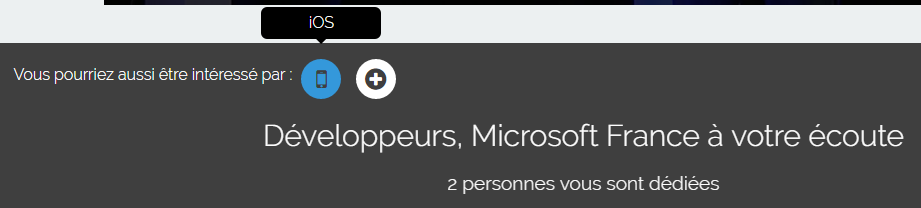 iOS
Vous pourriez aussi être intéressé par :
Développeurs, Microsoft France à votre écoute
2 personnes vous sont dédiées